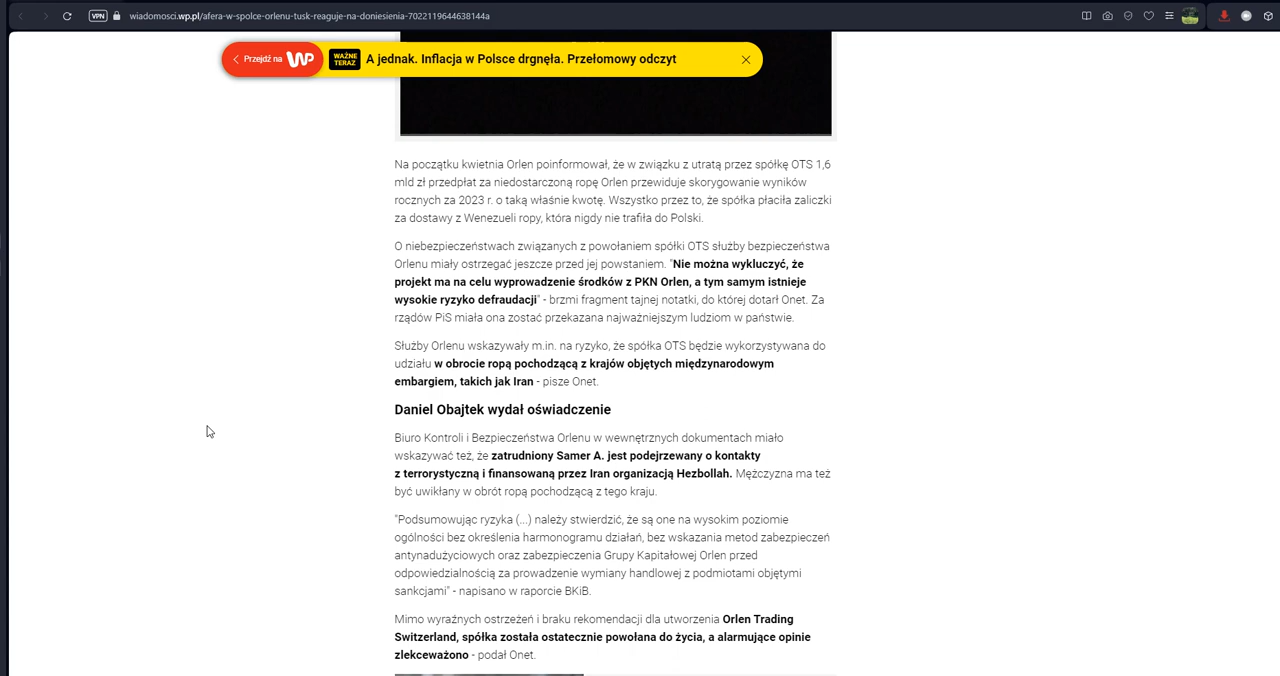 VPN
wiadomosci.wp.pl/afera-w-spolce-orlenu-tusk-reaguje-na-doniesienia-7022119644638144a
Przejdź na WP
WAŻNE TERAZ
A jednak. Inflacja w Polsce drgnęła. Przełomowy odczyt
Na początku kwietnia Orlen poinformował, że w związku z utratą przez spółkę OTS 1,6
mld zł przedpłat za niedostarczoną ropę Orlen przewiduje skorygowanie wyników
rocznych za 2023 r. o taką właśnie kwotę. Wszystko przez to, że spółka płaciła zaliczki
za dostawy z Wenezueli ropy, która nigdy nie trafiła do Polski.
O niebezpieczeństwach związanych z powołaniem spółki OTS służby bezpieczeństwa
Orlenu miały ostrzegać jeszcze przed jej powstaniem. "Nie można wykluczyć, że
projekt ma na celu wyprowadzenie środków z PKN Orlen, a tym samym istnieje
wysokie ryzyko defraudacji" - brzmi fragment tajnej notatki, do której dotarł Onet. Za
rządów PiS miała ona zostać przekazana najważniejszym ludziom w państwie.
Służby Orlenu wskazywały m.in. na ryzyko, że spółka OTS będzie wykorzystywana do
udziału w obrocie ropą pochodzącą z krajów objętych międzynarodowym
embargiem, takich jak Iran - pisze Onet.
Daniel Obajtek wydał oświadczenie
Biuro Kontroli i Bezpieczeństwa Orlenu w wewnętrznych dokumentach miało
wskazywać też, że zatrudniony Samer A. jest podejrzewany o kontakty
z terrorystyczną i finansowaną przez Iran organizacją Hezbollah. Mężczyzna ma też
być uwikłany w obrót ropą pochodzącą z tego kraju.
"Podsumowując ryzyka (...) należy stwierdzić, że są one na wysokim poziomie
ogólności bez określenia harmonogramu działań, bez wskazania metod zabezpieczeń
antynadużyciowych oraz zabezpieczenia Grupy Kapitałowej Orlen przed
odpowiedzialnością za prowadzenie wymiany handlowej z podmiotami objętymi
sankcjami" - napisano w raporcie BKiB.
Mimo wyraźnych ostrzeżeń i braku rekomendacji dla utworzenia Orlen Trading
Switzerland, spółka została ostatecznie powołana do życia, a alarmujące opinie
zlekceważono - podał Onet.